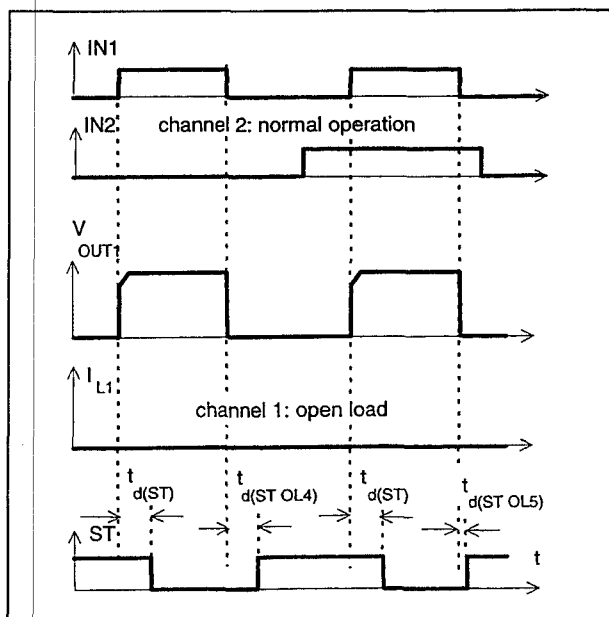 IN1
IN2
channel 2: normal operation
V OUT1
I L1
channel 1: open load
t d(ST)
t d(ST OL4)
t d(ST)
t d(ST OL5)
ST
t